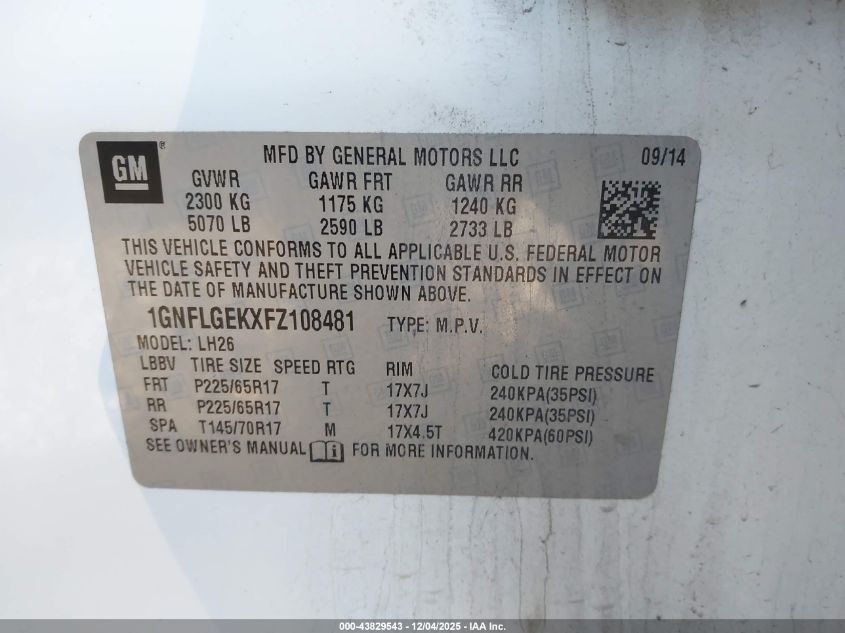 GM ®
MFD BY GENERAL MOTORS LLC 09/14
GVWR GAWR FRT GAWR RR
2300 KG 1175 KG 1240 KG
5070 LB 2590 LB 2733 LB
THIS VEHICLE CONFORMS TO ALL APPLICABLE U.S. FEDERAL MOTOR
VEHICLE SAFETY AND THEFT PREVENTION STANDARDS IN EFFECT ON
THE DATE OF MANUFACTURE SHOWN ABOVE.
1GNFLGEKXFZ108481 TYPE: M.P.V.
MODEL: LH26
LBBV TIRE SIZE SPEED RTG RIM COLD TIRE PRESSURE
FRT P225/65R17 T 17X7J 240KPA(35PSI)
RR P225/65R17 T 17X7J 240KPA(35PSI)
SPA T145/70R17 M 17X4.5T 420KPA(60PSI)
SEE OWNER'S MANUAL i FOR MORE INFORMATION.
000-43829543 - 12/04/2025 - IAA Inc.